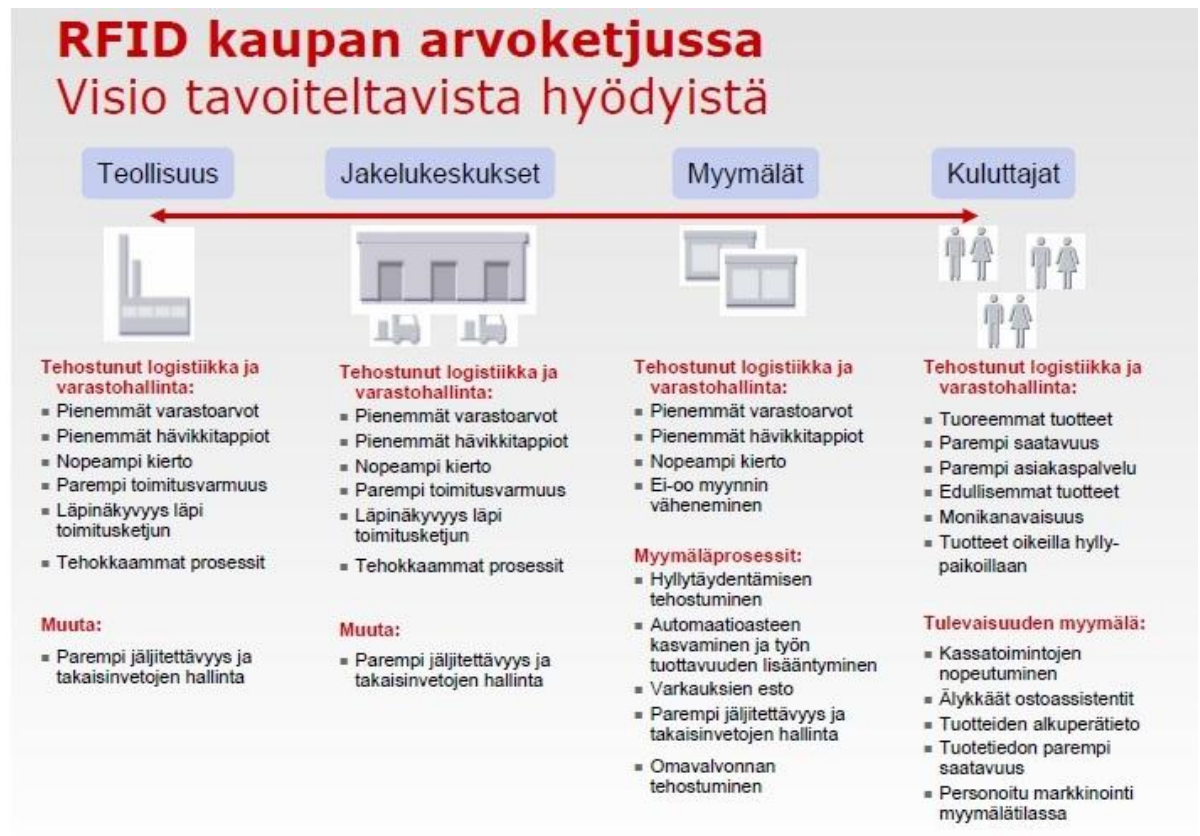 RFID kaupan arvoketjussa
Visio tavoiteltavista hyödyistä
Teollisuus
Jakelukeskukset
Myymälät
Kuluttajat
Tehostunut logistiikka ja
varastohallinta:
▪ Pienemmät varastoarvot
▪ Pienemmät hävikkitappiot
▪ Nopeampi kierto
▪ Parempi toimitusvarmuus
▪ Läpinäkyvyys läpi
toimitusketjun
▪ Tehokkaammat prosessit
Muuta:
▪ Parempi jäljitettävyys ja
takaisinvetojen hallinta
Tehostunut logistiikka ja
varastohallinta:
▪ Pienemmät varastoarvot
▪ Pienemmät hävikkitappiot
▪ Nopeampi kierto
▪ Parempi toimitusvarmuus
▪ Läpinäkyvyys läpi
toimitusketjun
▪ Tehokkaammat prosessit
Muuta:
▪ Parempi jäljitettävyys ja
takaisinvetojen hallinta
Tehostunut logistiikka ja
varastohallinta:
▪ Pienemmät varastoarvot
▪ Pienemmät hävikkitappiot
▪ Nopeampi kierto
▪ Ei-oo myynnin
väheneminen
Myymäläprosessit:
▪ Hyllytäydentämisen
tehostuminen
▪ Automaatioasteen
kasvaminen ja työn
tuottavuuden lisääntyminen
▪ Varkauksien esto
▪ Parempi jäljitettävyys ja
takaisinvetojen hallinta
▪ Omavalvonnan
tehostuminen
Tehostunut logistiikka ja
varastohallinta:
▪ Tuoreemmat tuotteet
▪ Parempi saatavuus
▪ Parempi asiakaspalvelu
▪ Edullisemmat tuotteet
▪ Monikanavaisuus
▪ Tuotteet oikeilla hylly-
paikoillaan
Tulevaisuuden myymälä:
▪ Kassatoimintojen
nopeutuminen
▪ Älykkäät ostoassistentit
▪ Tuotteiden alkuperätieto
▪ Tuotetiedon parempi
saatavuus
▪ Personoitu markkinointi
myymälätilassa